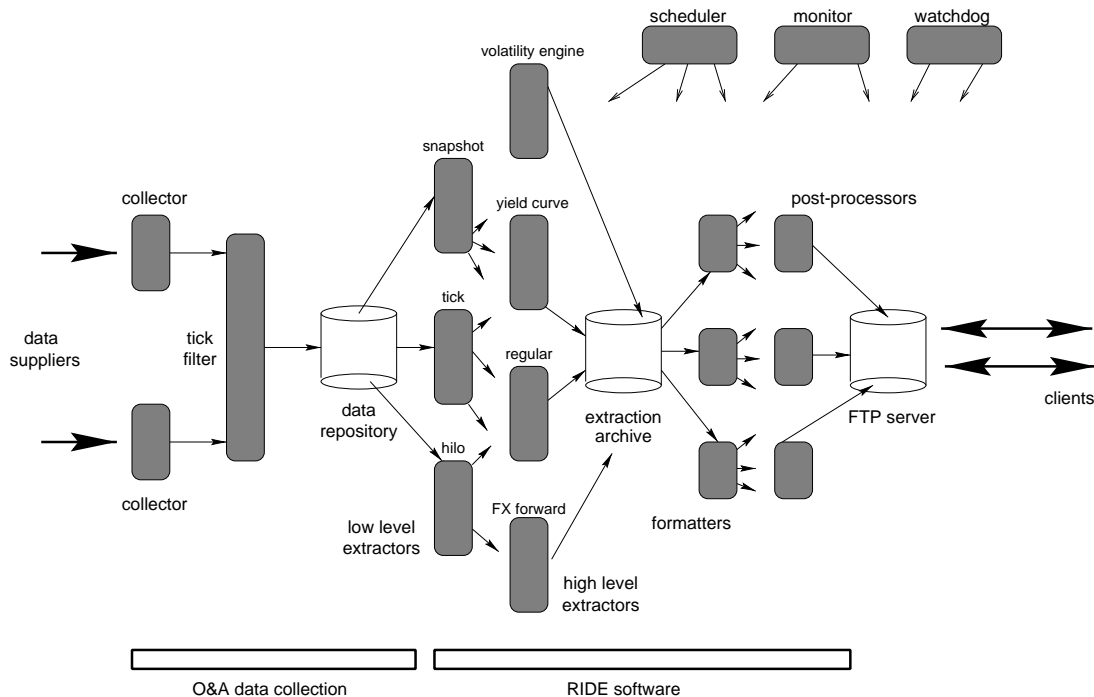 scheduler
monitor
watchdog
volatility engine
snapshot
collector
yield curve
post-processors
data
suppliers
tick
filter
tick
regular
data
repository
extraction
archive
FTP server
clients
collector
hilo
low level
extractors
FX forward
high level
extractors
formatters
O&A data collection
RIDE software